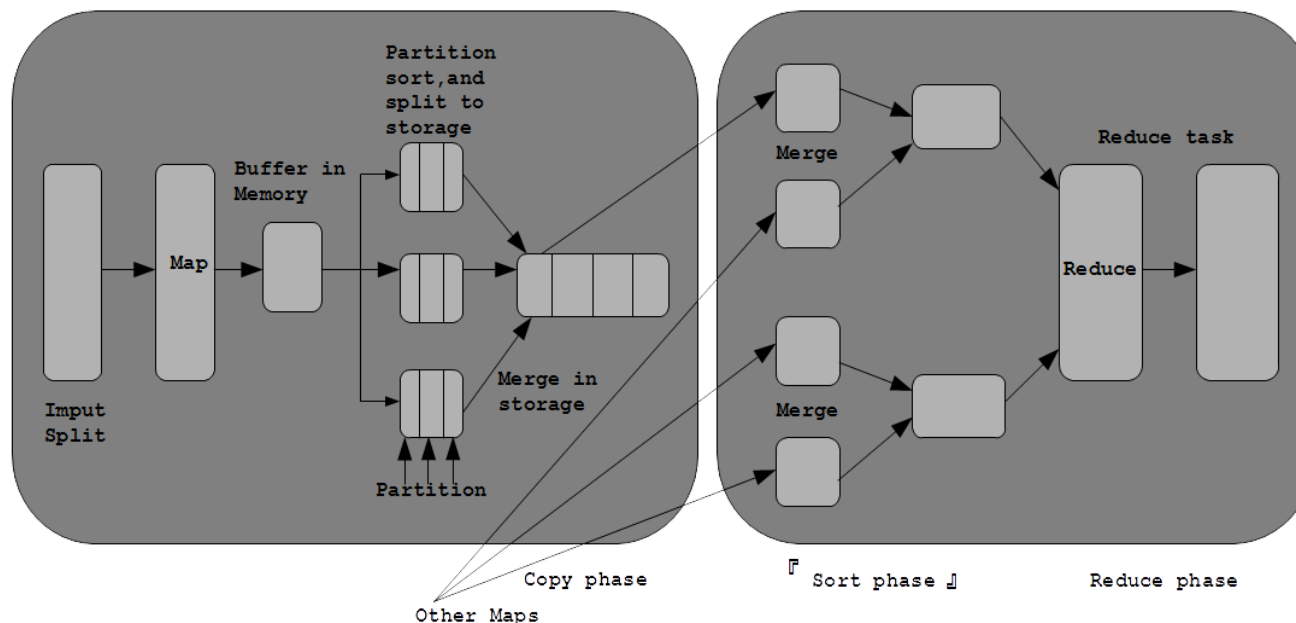 Partition
sort,and
split to
storage
Buffer in
Memory
Map
Imput
Split
Merge in
storage
Partition
Merge
Merge
Reduce task
Reduce
Copy phase
『 Sort phase 』
Reduce phase
Other Maps